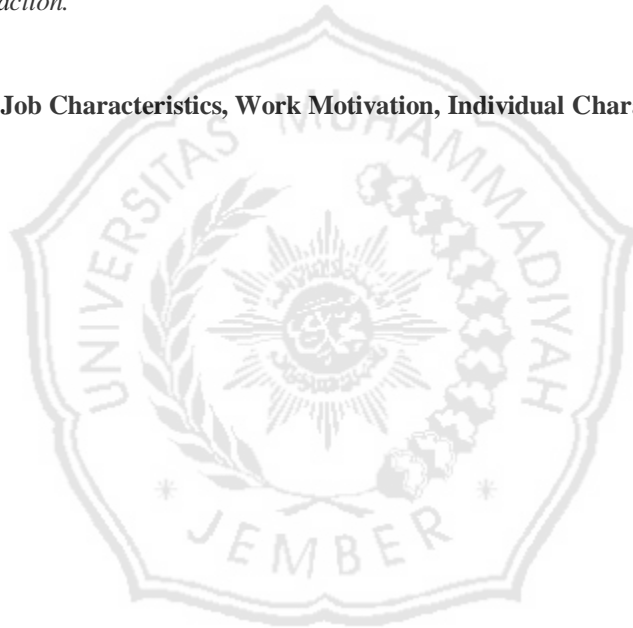 action.
Job Characteristics, Work Motivation, Individual Char
UNIVERSITAS MUHAMMADIYAH
JEMBER